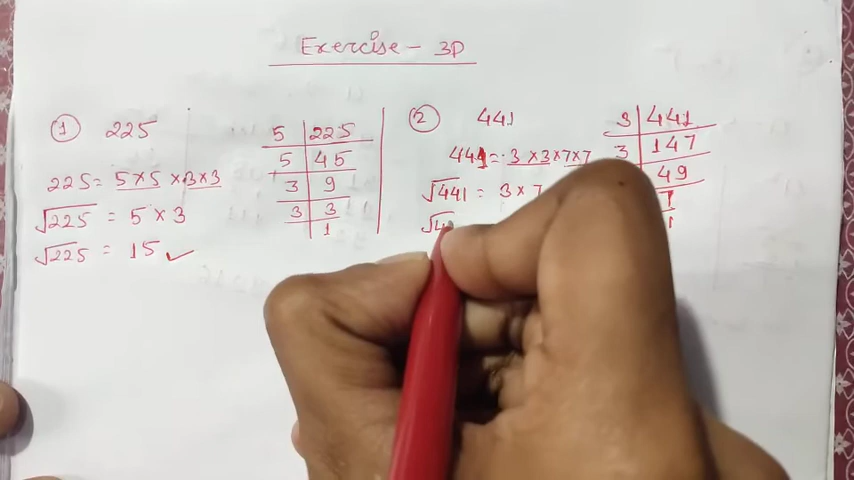 Exercise - 3D
① 225
225 = 5 × 5 × 3 × 3
√225 = 5 × 3
√225 = 15 ✓
5 | 225
5 | 45
3 | 9
3 | 3
1
② 441
441 = 3 × 3 × 7 × 7
√441 = 3 × 7
√4
3 | 441
3 | 147
49
1